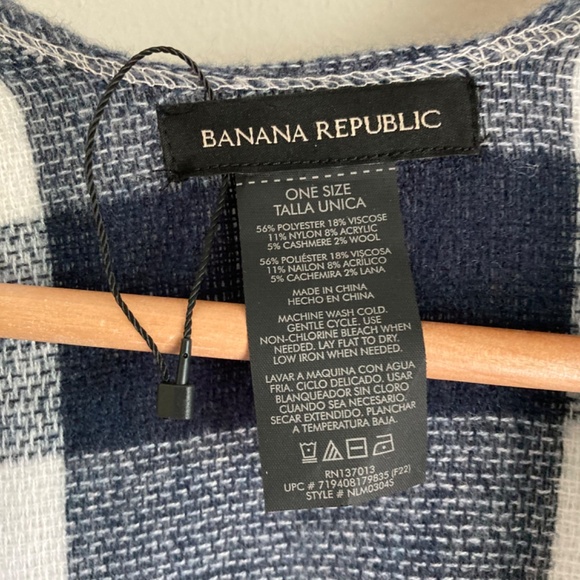 BANANA REPUBLIC
ONE SIZE
TALLA UNICA
56% POLYESTER 18% VISCOSE
11% NYLON 8% ACRYLIC
5% CASHMERE 2% WOOL
56% POLIÉSTER 18% VISCOSA
11% NAILON 8% ACRÍLICO
5% CACHEMIRA 2% LANA
MADE IN CHINA
HECHO EN CHINA
MACHINE WASH COLD.
GENTLE CYCLE. USE
NON-CHLORINE BLEACH WHEN
NEEDED. LAY FLAT TO DRY.
LOW IRON WHEN NEEDED.
LAVAR A MAQUINA CON AGUA
FRIA. CICLO DELICADO. USAR
BLANQUEADOR SIN CLORO
CUANDO SEA NECESARIO.
SECAR EXTENDIDO. PLANCHAR
A TEMPERATURA BAJA.
RN137013
UPC # 719408179835 (F22)
STYLE # NLM0304S